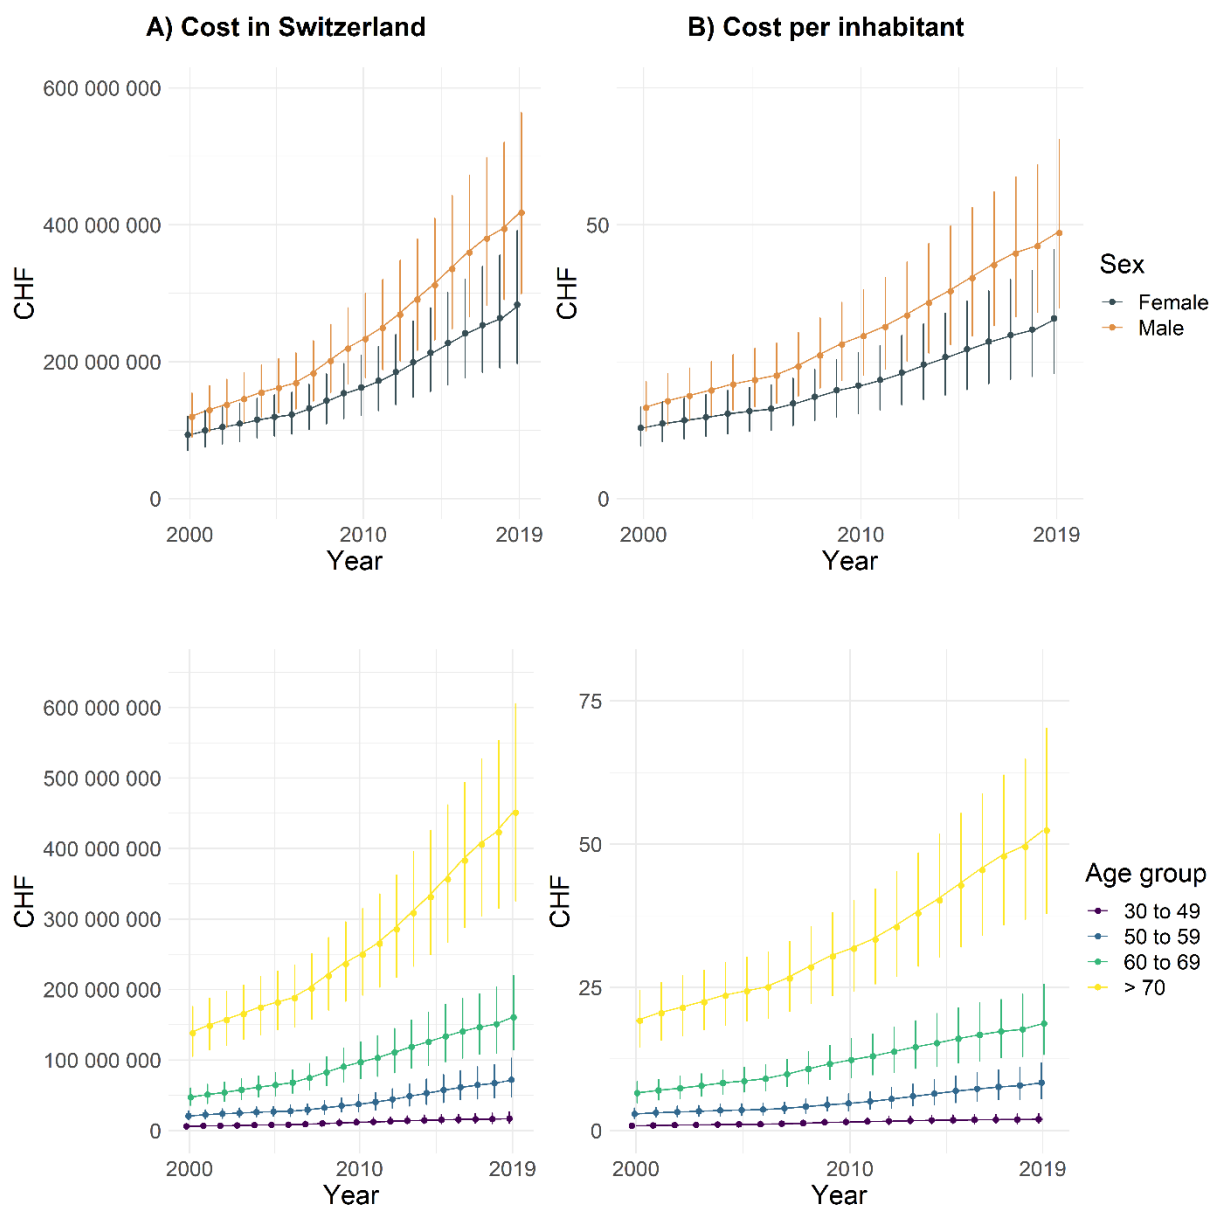 A) Cost in Switzerland
B) Cost per inhabitant
600 000 000
400 000 000
200 000 000
0
CHF
2000
2010
2019
Year
50
25
0
CHF
2000
2010
2019
Year
Sex
Female
Male
600 000 000
500 000 000
400 000 000
300 000 000
200 000 000
100 000 000
0
CHF
2000
2010
2019
Year
75
50
25
0
CHF
2000
2010
2019
Year
Age group
30 to 49
50 to 59
60 to 69
> 70